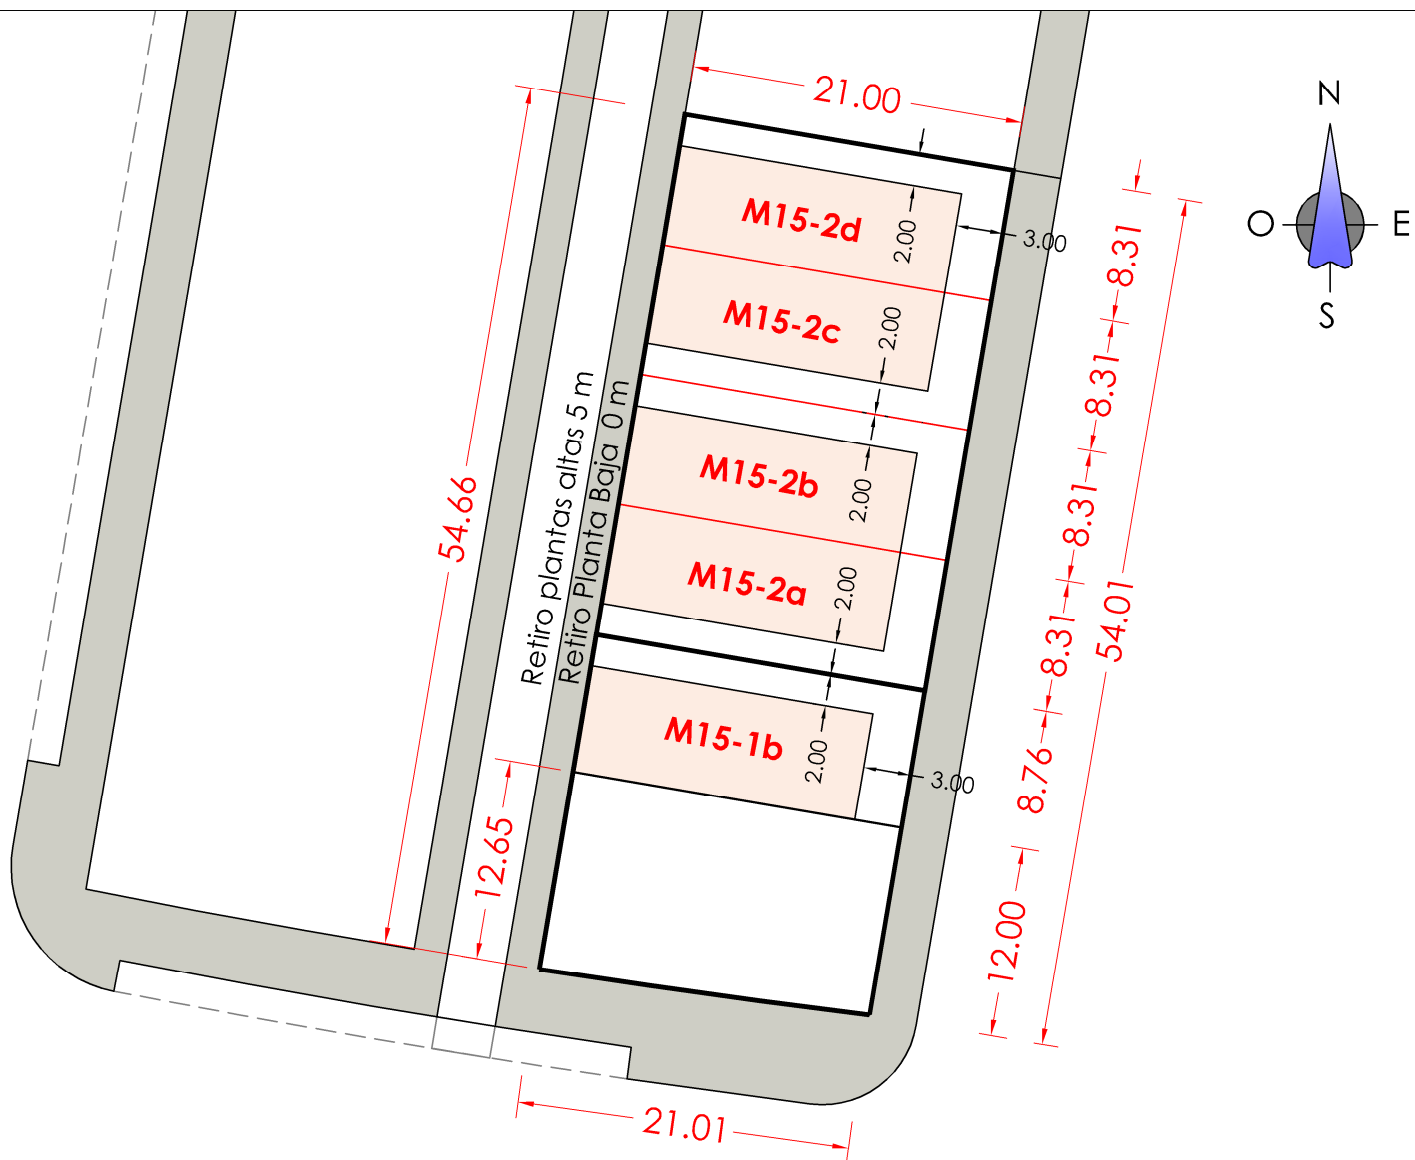 N
O
E
S
21.00
M15-2d
2.00
3.00
8.31
M15-2c
2.00
8.31
Retiro plantas altas 5 m
Retiro Planta Baja 0 m
54.66
M15-2b
2.00
8.31
M15-2a
2.00
8.31
54.01
M15-1b
2.00
3.00
8.76
12.65
12.00
21.01